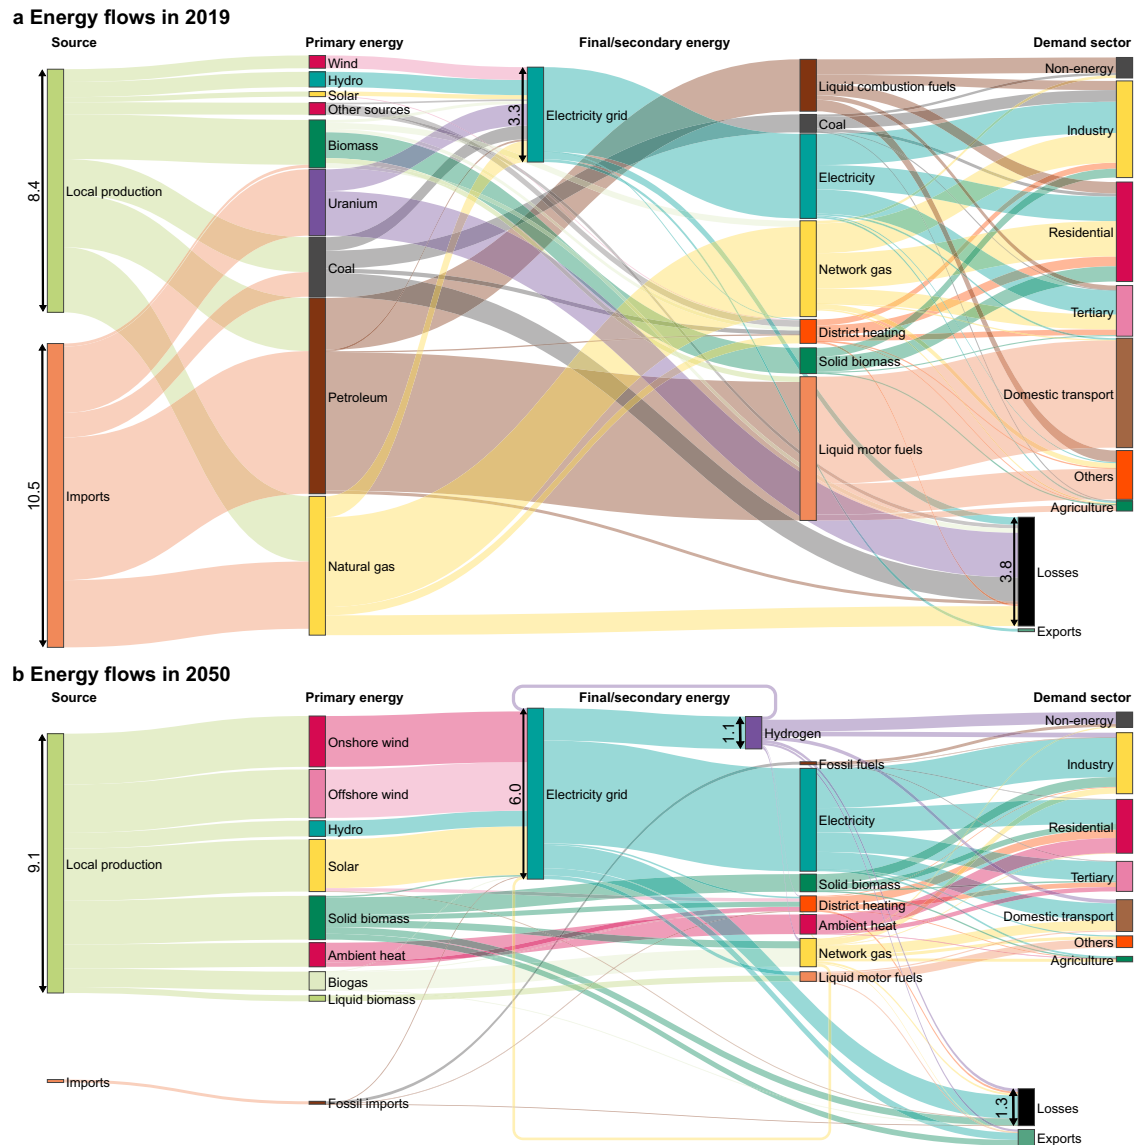 a Energy flows in 2019
Source
Primary energy
Final/secondary energy
Demand sector
Wind
Hydro
Solar
Other sources
Biomass
Uranium
Coal
Petroleum
Natural gas
Local production
Imports
8.4
10.5
3.3
Electricity grid
Liquid combustion fuels
Coal
Electricity
Network gas
District heating
Solid biomass
Liquid motor fuels
Non-energy
Industry
Residential
Tertiary
Domestic transport
Others
Agriculture
3.8
Losses
Exports
b Energy flows in 2050
Source
Primary energy
Final/secondary energy
Demand sector
Onshore wind
Offshore wind
Hydro
Solar
Solid biomass
Ambient heat
Biogas
Liquid biomass
Fossil imports
Local production
Imports
9.1
6.0
Electricity grid
1.1
Hydrogen
Fossil fuels
Electricity
Solid biomass
District heating
Ambient heat
Network gas
Liquid motor fuels
Non-energy
Industry
Residential
Tertiary
Domestic transport
Others
Agriculture
1.3
Losses
Exports